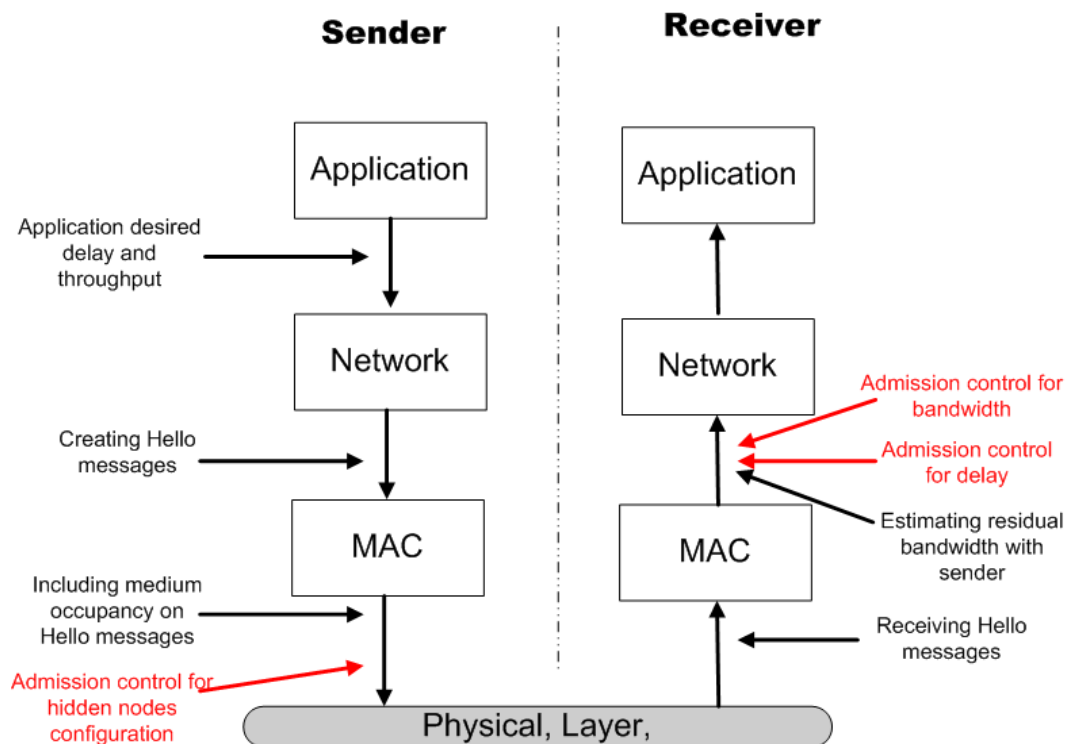 Sender
Receiver
Application
Application
Application desired
delay and
throughput
Network
Network
Admission control for
bandwidth
Creating Hello
messages
Admission control
for delay
MAC
MAC
Estimating residual
bandwidth with
sender
Including medium
occupancy on
Hello messages
Receiving Hello
messages
Admission control for
hidden nodes
configuration
Physical, Layer,